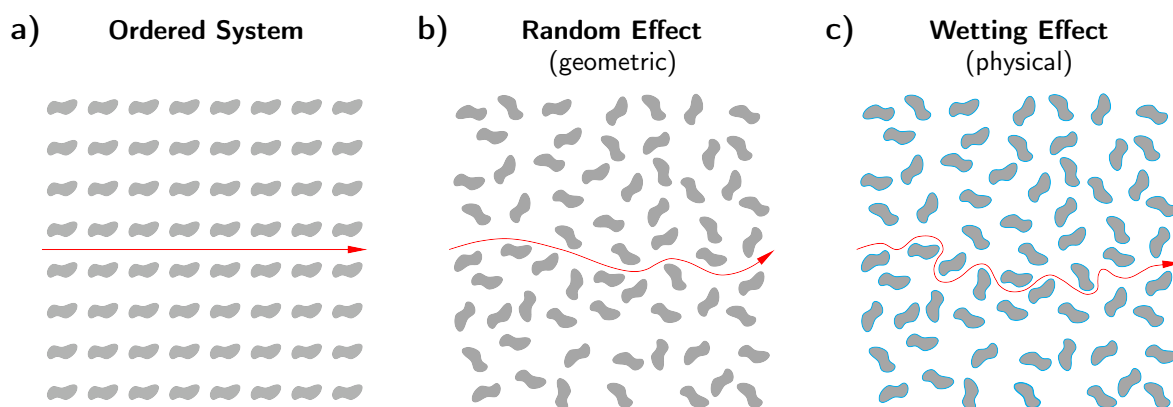 a) Ordered System
b) Random Effect
(geometric)
c) Wetting Effect
(physical)